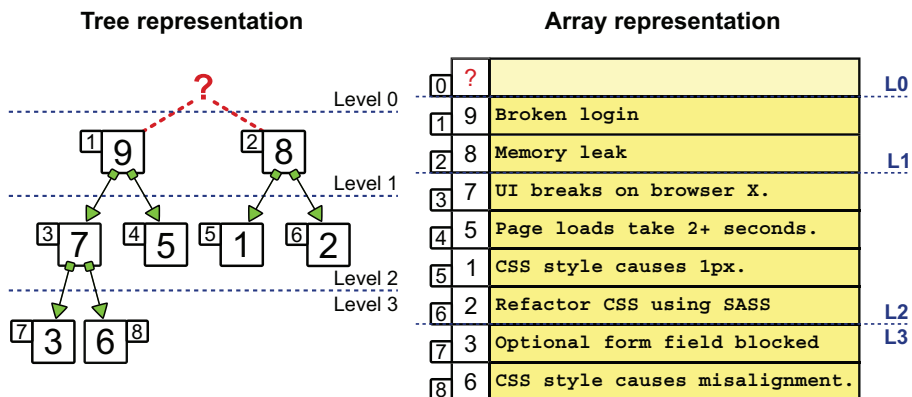 Tree representation
?
Level 0
1 9
2 8
Level 1
3 7
4 5
5 1
6 2
Level 2
Level 3
7 3
6 8
Array representation
0 ?
L0
1 9 Broken login
2 8 Memory leak
L1
3 7 UI breaks on browser X.
4 5 Page loads take 2+ seconds.
5 1 CSS style causes 1px.
6 2 Refactor CSS using SASS
L2
L3
7 3 Optional form field blocked
8 6 CSS style causes misalignment.